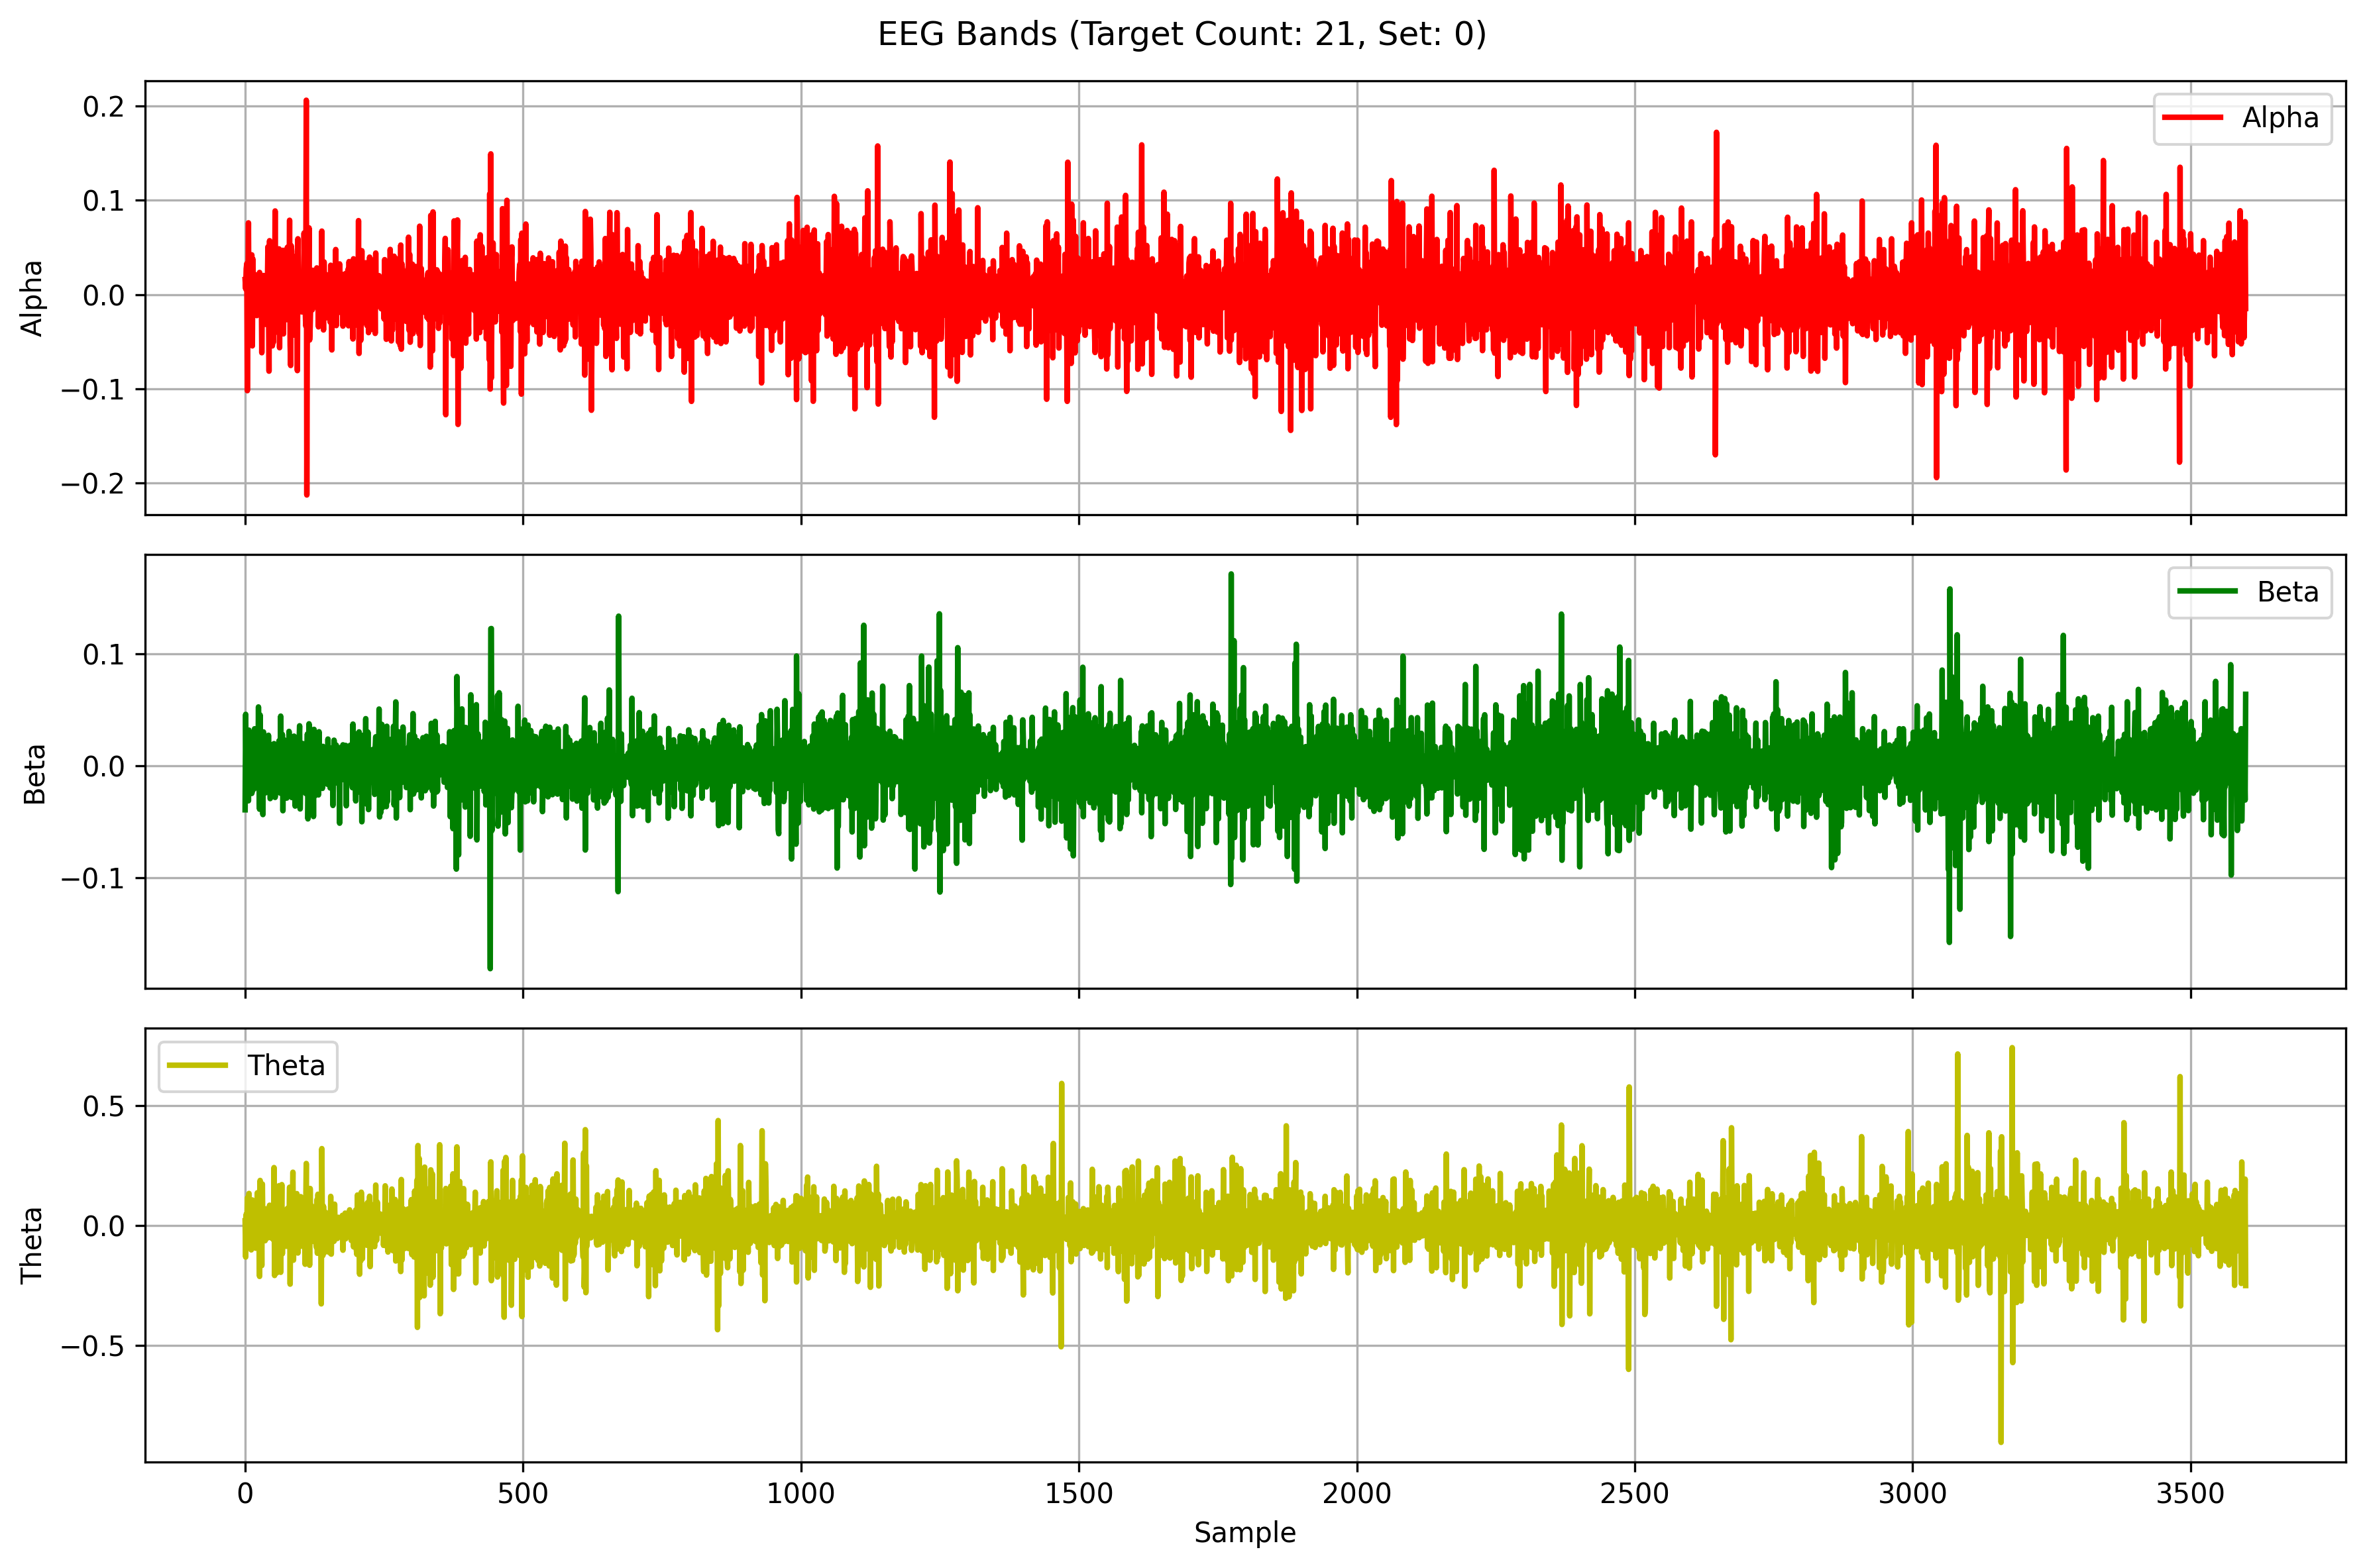 EEG Bands (Target Count: 21, Set: 0)
Alpha
0.2
0.1
0.0
−0.1
−0.2
Alpha
Beta
0.1
0.0
−0.1
Beta
Theta
0.5
0.0
−0.5
Theta
0 500 1000 1500 2000 2500 3000 3500
Sample